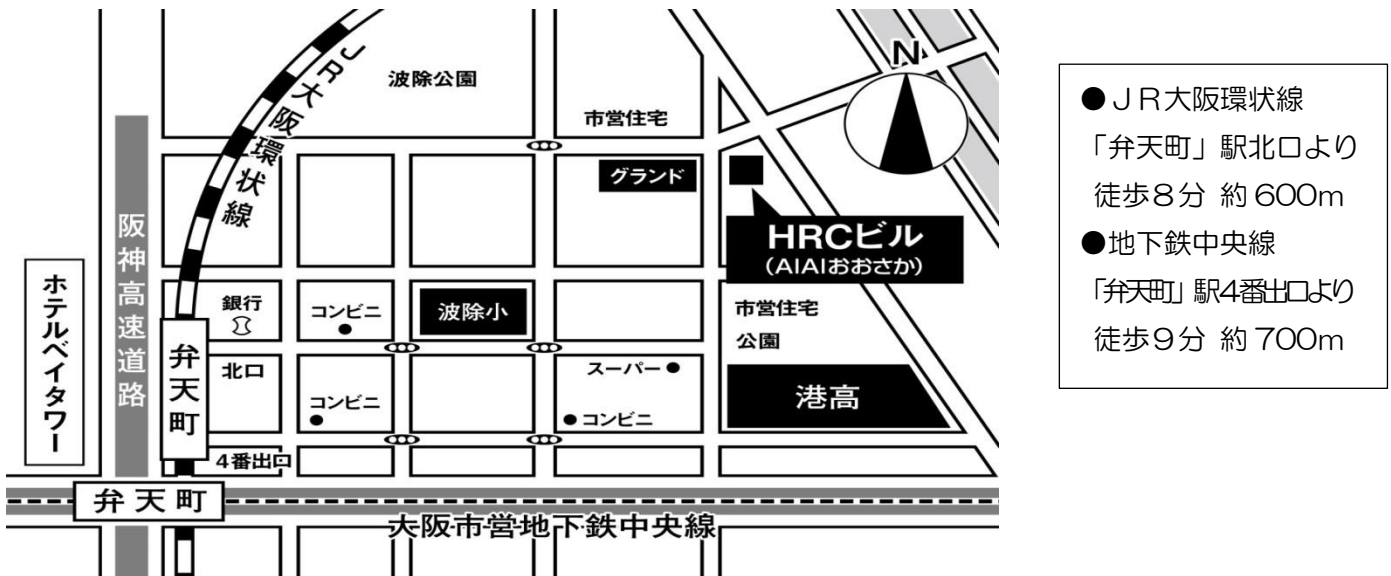 JR大阪環状線
波除公園
市営住宅
N
グランド
HRCビル
(AIAIおおさか)
阪神高速道路
ホテルベイタワー
銀行
コンビニ
波除小
市営住宅
公園
弁天町
北口
スーパー
コンビニ
コンビニ
港高
4番出口
弁天町
大阪市営地下鉄中央線
●JR大阪環状線
「弁天町」駅北口より
徒歩8分 約600m
●地下鉄中央線
「弁天町」駅4番出口より
徒歩9分 約700m